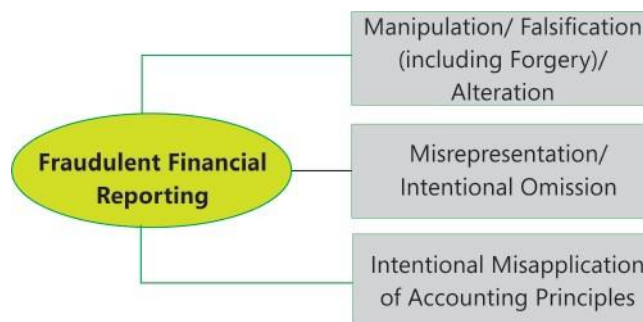 Manipulation/ Falsification
(including Forgery)/
Alteration
Fraudulent Financial
Reporting
Misrepresentation/
Intentional Omission
Intentional Misapplication
of Accounting Principles